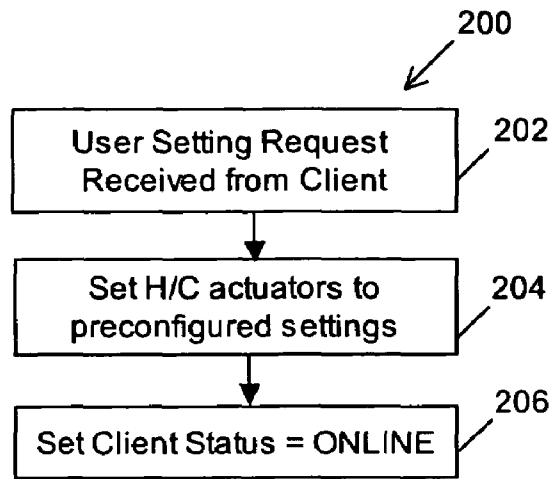 200
User Setting Request
Received from Client
202
Set H/C actuators to
preconfigured settings
204
Set Client Status = ONLINE
206